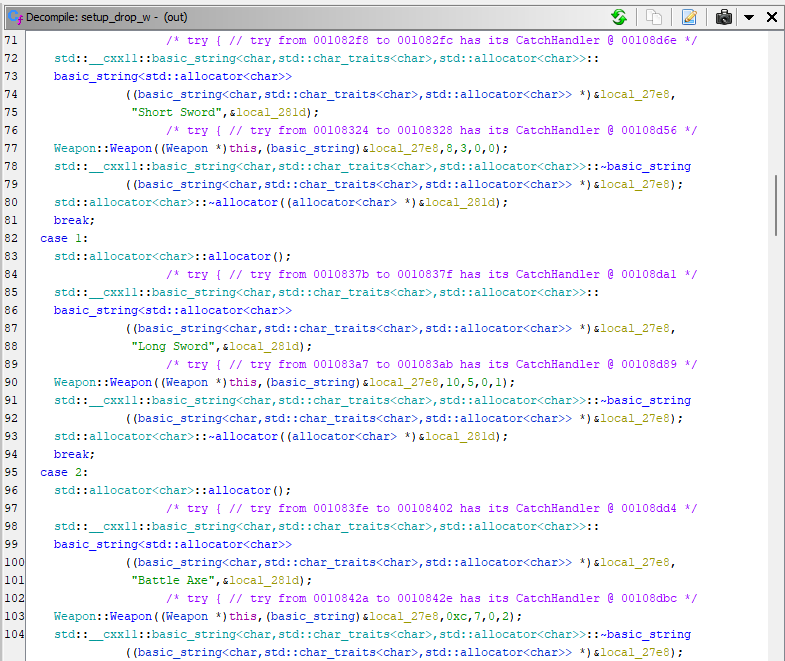 Decompile: setup_drop_w - (out)
71 /* try { // try from 001082f8 to 001082fc has its CatchHandler @ 00108d6e */
72 std::__cxx11::basic_string<char,std::char_traits<char>,std::allocator<char>>::
73 basic_string<std::allocator<char>>
74 ((basic_string<char,std::char_traits<char>,std::allocator<char>> *)&local_27e8,
75 "Short Sword",&local_281d);
76 /* try { // try from 00108324 to 00108328 has its CatchHandler @ 00108d56 */
77 Weapon::Weapon((Weapon *)this,(basic_string)&local_27e8,8,3,0,0);
78 std::__cxx11::basic_string<char,std::char_traits<char>,std::allocator<char>>::~basic_string
79 ((basic_string<char,std::char_traits<char>,std::allocator<char>> *)&local_27e8);
80 std::allocator<char>::~allocator((allocator<char> *)&local_281d);
81 break;
82 case 1:
83 std::allocator<char>::allocator();
84 /* try { // try from 0010837b to 0010837f has its CatchHandler @ 00108da1 */
85 std::__cxx11::basic_string<char,std::char_traits<char>,std::allocator<char>>::
86 basic_string<std::allocator<char>>
87 ((basic_string<char,std::char_traits<char>,std::allocator<char>> *)&local_27e8,
88 "Long Sword",&local_281d);
89 /* try { // try from 001083a7 to 001083ab has its CatchHandler @ 00108d89 */
90 Weapon::Weapon((Weapon *)this,(basic_string)&local_27e8,10,5,0,1);
91 std::__cxx11::basic_string<char,std::char_traits<char>,std::allocator<char>>::~basic_string
92 ((basic_string<char,std::char_traits<char>,std::allocator<char>> *)&local_27e8);
93 std::allocator<char>::~allocator((allocator<char> *)&local_281d);
94 break;
95 case 2:
96 std::allocator<char>::allocator();
97 /* try { // try from 001083fe to 00108402 has its CatchHandler @ 00108dd4 */
98 std::__cxx11::basic_string<char,std::char_traits<char>,std::allocator<char>>::
99 basic_string<std::allocator<char>>
100 ((basic_string<char,std::char_traits<char>,std::allocator<char>> *)&local_27e8,
101 "Battle Axe",&local_281d);
102 /* try { // try from 0010842a to 0010842e has its CatchHandler @ 00108dbc */
103 Weapon::Weapon((Weapon *)this,(basic_string)&local_27e8,0xc,7,0,2);
104 std::__cxx11::basic_string<char,std::char_traits<char>,std::allocator<char>>::~basic_string
((basic_string<char,std::char_traits<char>,std::allocator<char>> *)&local_27e8);